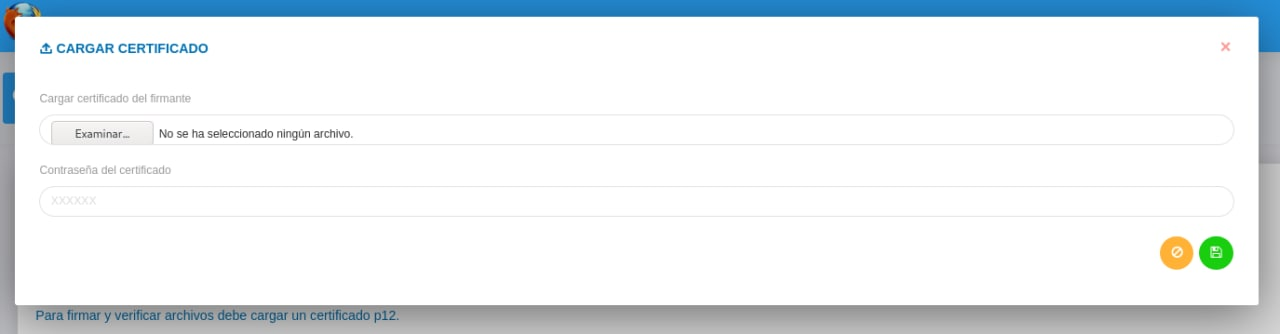 CARGAR CERTIFICADO
Cargar certificado del firmante
Examinar... No se ha seleccionado ningún archivo.
Contraseña del certificado
XXXXXX
Para firmar y verificar archivos debe cargar un certificado p12.